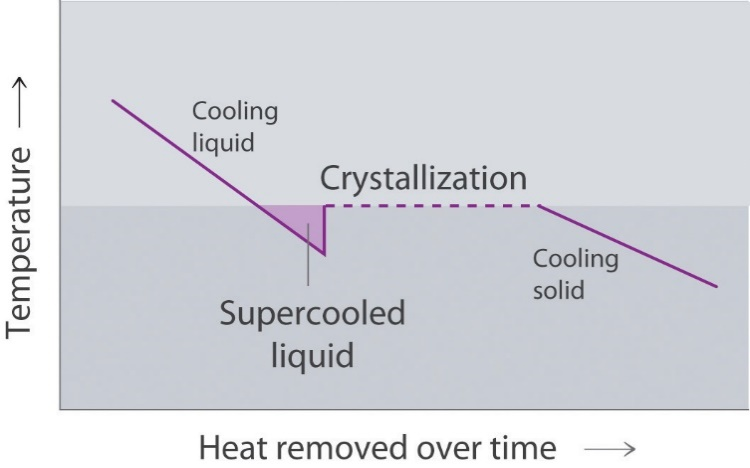 Temperature
Cooling
liquid
Crystallization
Cooling
solid
Supercooled
liquid
Heat removed over time